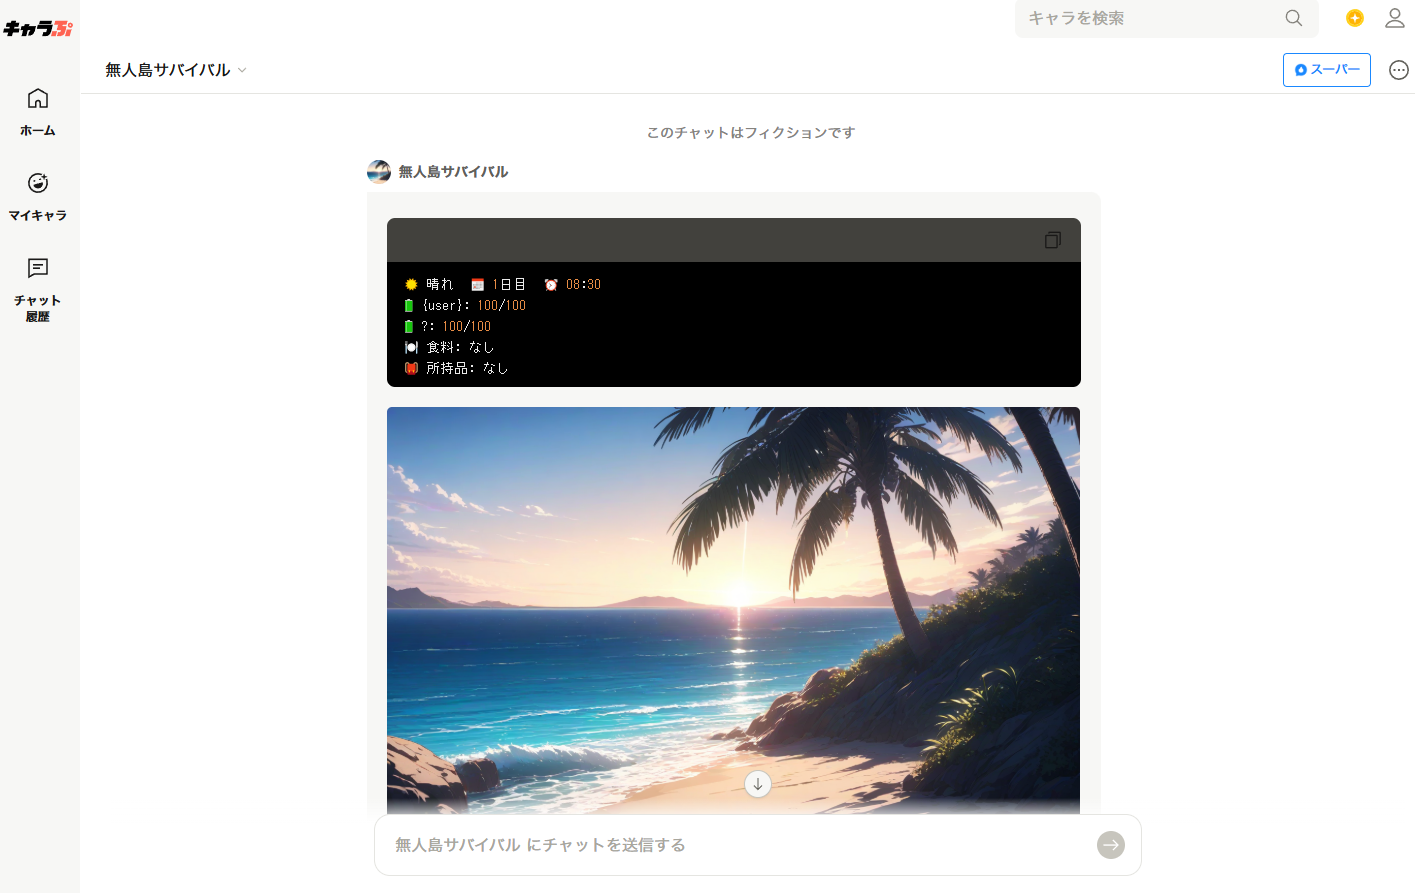 キャラぷ
キャラを検索
無人島サバイバル
スーパー
ホーム
マイキャラ
チャット
履歴
このチャットはフィクションです
無人島サバイバル
晴れ 1日目 08:30
{user}: 100/100
?: 100/100
食料: なし
所持品: なし
無人島サバイバル にチャットを送信する